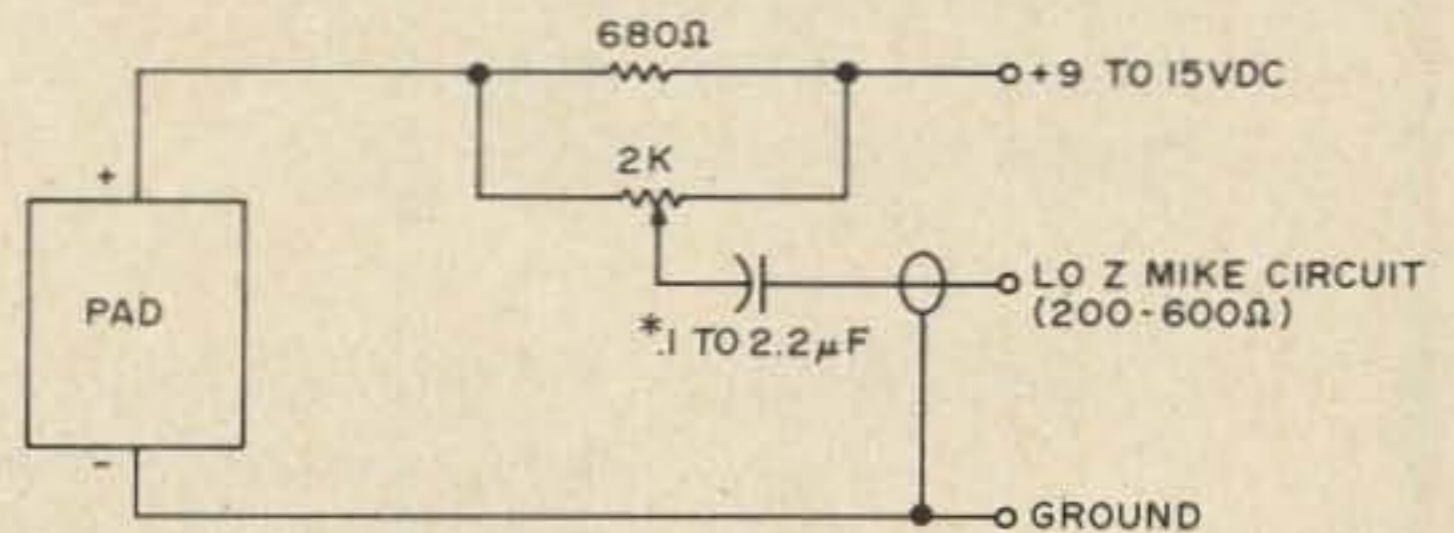 680Ω
+9 TO 15VDC
2K
+
PAD
LO Z MIKE CIRCUIT
(200-600Ω)
*.1 TO 2.2μF
-
GROUND